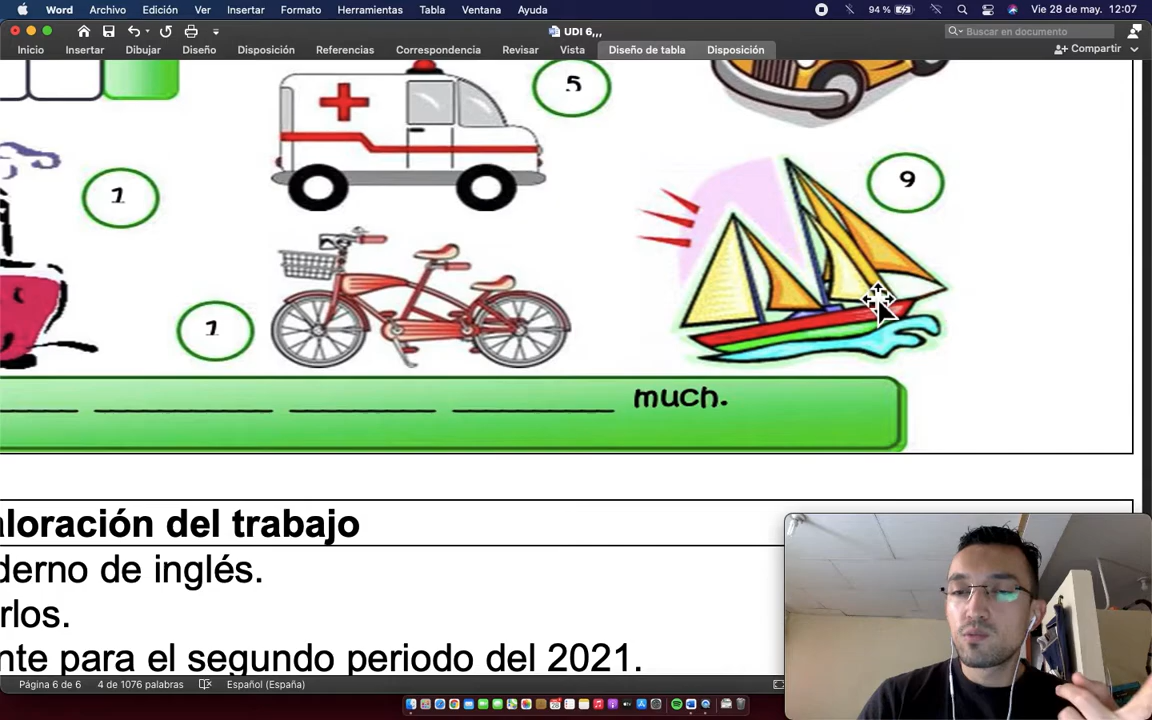 Word Archivo Edición Ver Insertar Formato Herramientas Tabla Ventana Ayuda 94 % Vie 28 de may. 12:07
UDI 6,,,
Buscar en documento
Inicio Insertar Dibujar Diseño Disposición Referencias Correspondencia Revisar Vista Diseño de tabla Disposición Compartir
5
1
9
1
much.
aloración del trabajo
derno de inglés.
rlos.
nte para el segundo periodo del 2021.
Página 6 de 6 4 de 1076 palabras Español (España)